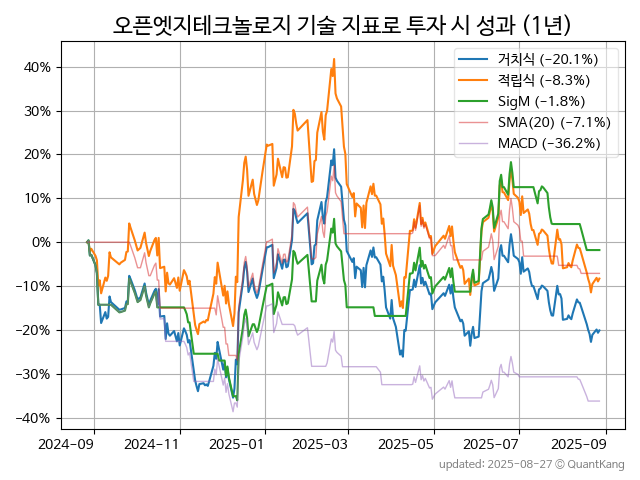 오픈엣지테크놀로지 기술 지표로 투자 시 성과 (1년)
거치식 (−20.1%)
적립식 (−8.3%)
SigM (−1.8%)
SMA(20) (−7.1%)
MACD (−36.2%)
40%
30%
20%
10%
0%
−10%
−20%
−30%
−40%
2024-09 2024-11 2025-01 2025-03 2025-05 2025-07 2025-09
updated: 2025-08-27 © QuantKang